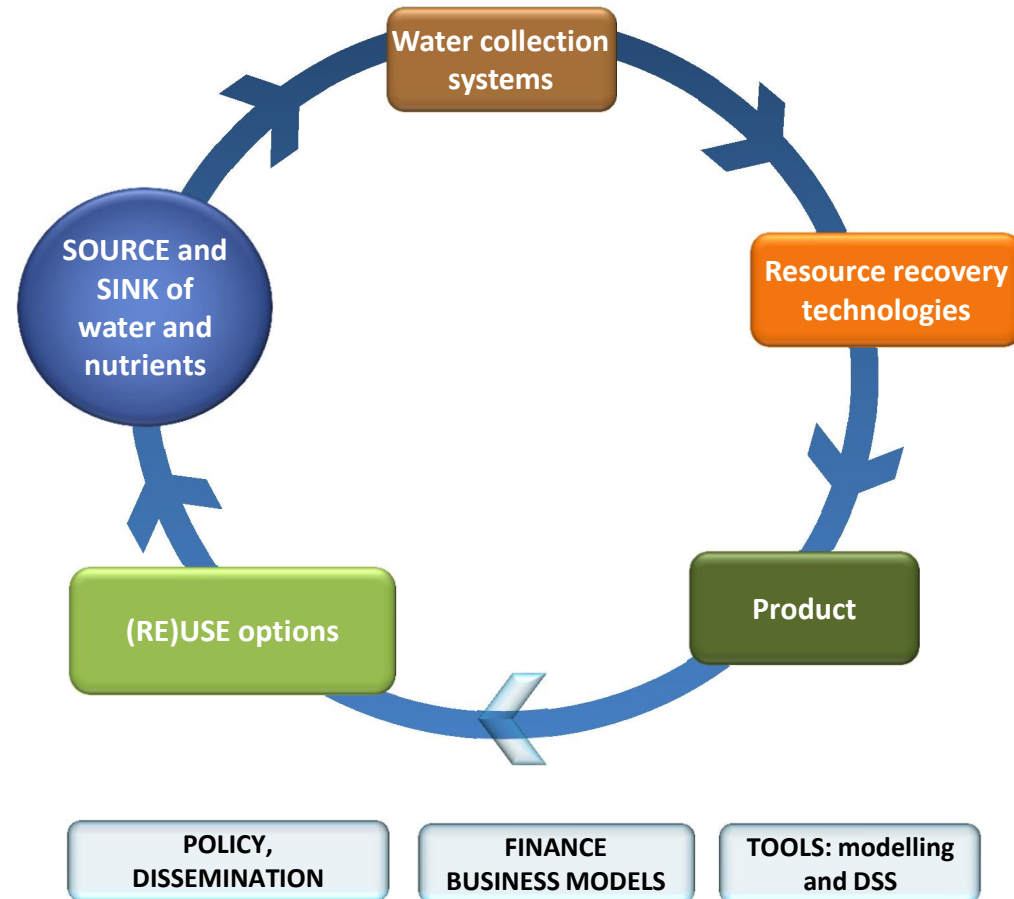 Water collection
systems
SOURCE and
SINK of
water and
nutrients
Resource recovery
technologies
(RE)USE options
Product
POLICY,
DISSEMINATION
FINANCE
BUSINESS MODELS
TOOLS: modelling
and DSS